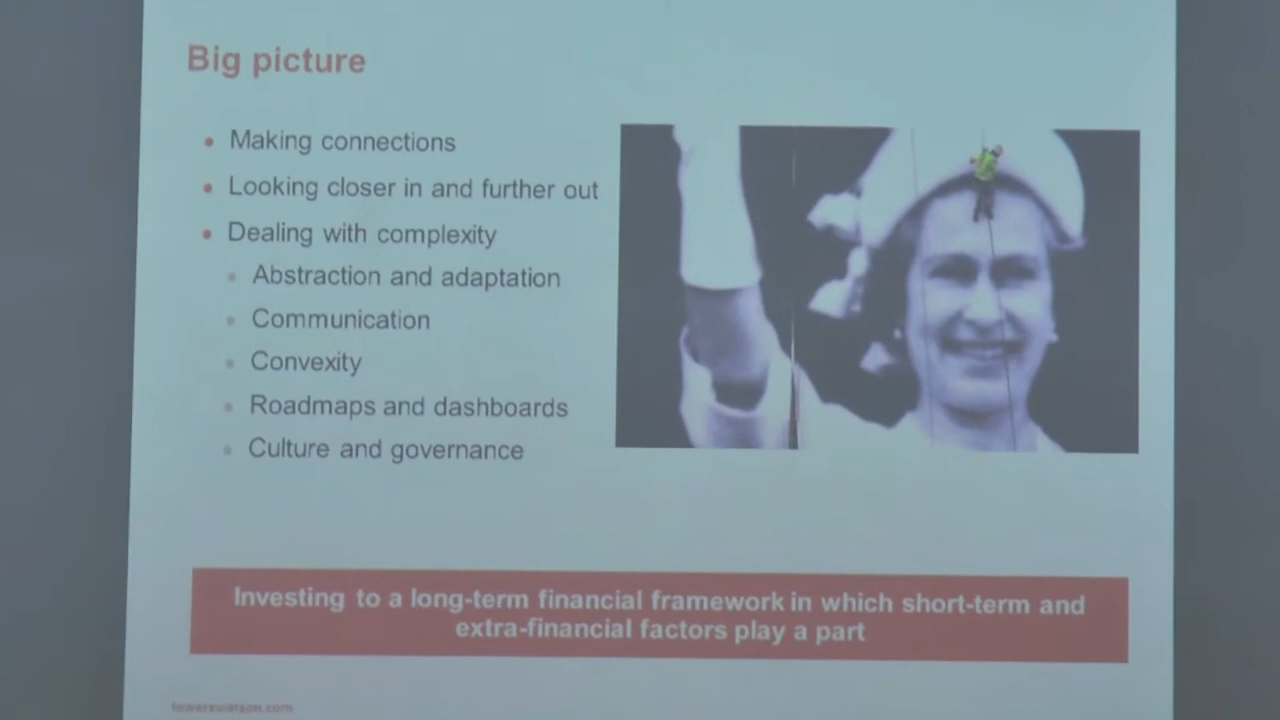 Big picture
Making connections
Looking closer in and further out
Dealing with complexity
Abstraction and adaptation
Communication
Convexity
Roadmaps and dashboards
Culture and governance
Investing to a long-term financial framework in which short-term and
extra-financial factors play a part
towerswatson.com